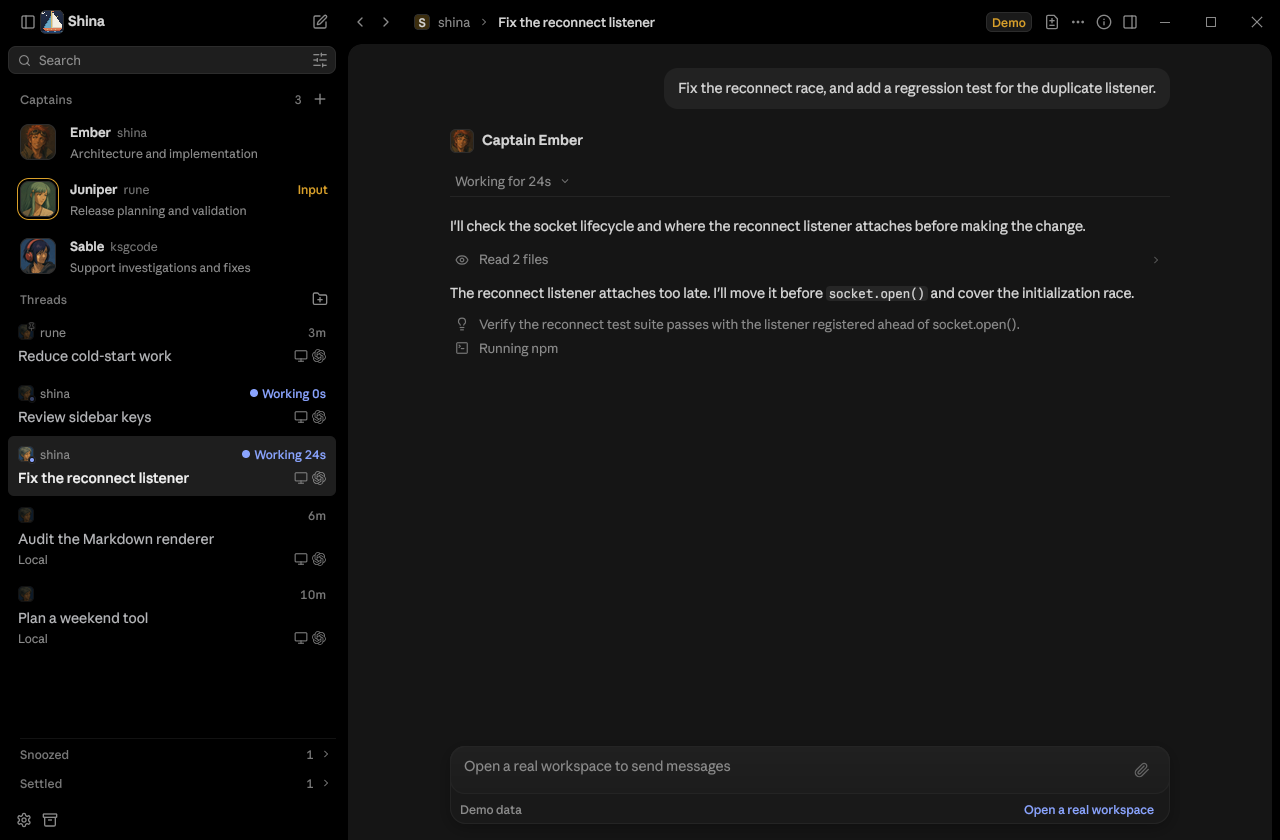 Shina
Search
Captains 3
Ember shina
Architecture and implementation
Juniper rune Input
Release planning and validation
Sable ksgcode
Support investigations and fixes
Threads
rune 3m
Reduce cold-start work
shina Working 0s
Review sidebar keys
shina Working 24s
Fix the reconnect listener
6m
Audit the Markdown renderer
Local
10m
Plan a weekend tool
Local
Snoozed 1
Settled 1
S shina Fix the reconnect listener Demo
Fix the reconnect race, and add a regression test for the duplicate listener.
Captain Ember
Working for 24s
I'll check the socket lifecycle and where the reconnect listener attaches before making the change.
Read 2 files
The reconnect listener attaches too late. I'll move it before socket.open() and cover the initialization race.
Verify the reconnect test suite passes with the listener registered ahead of socket.open().
Running npm
Open a real workspace to send messages
Demo data Open a real workspace